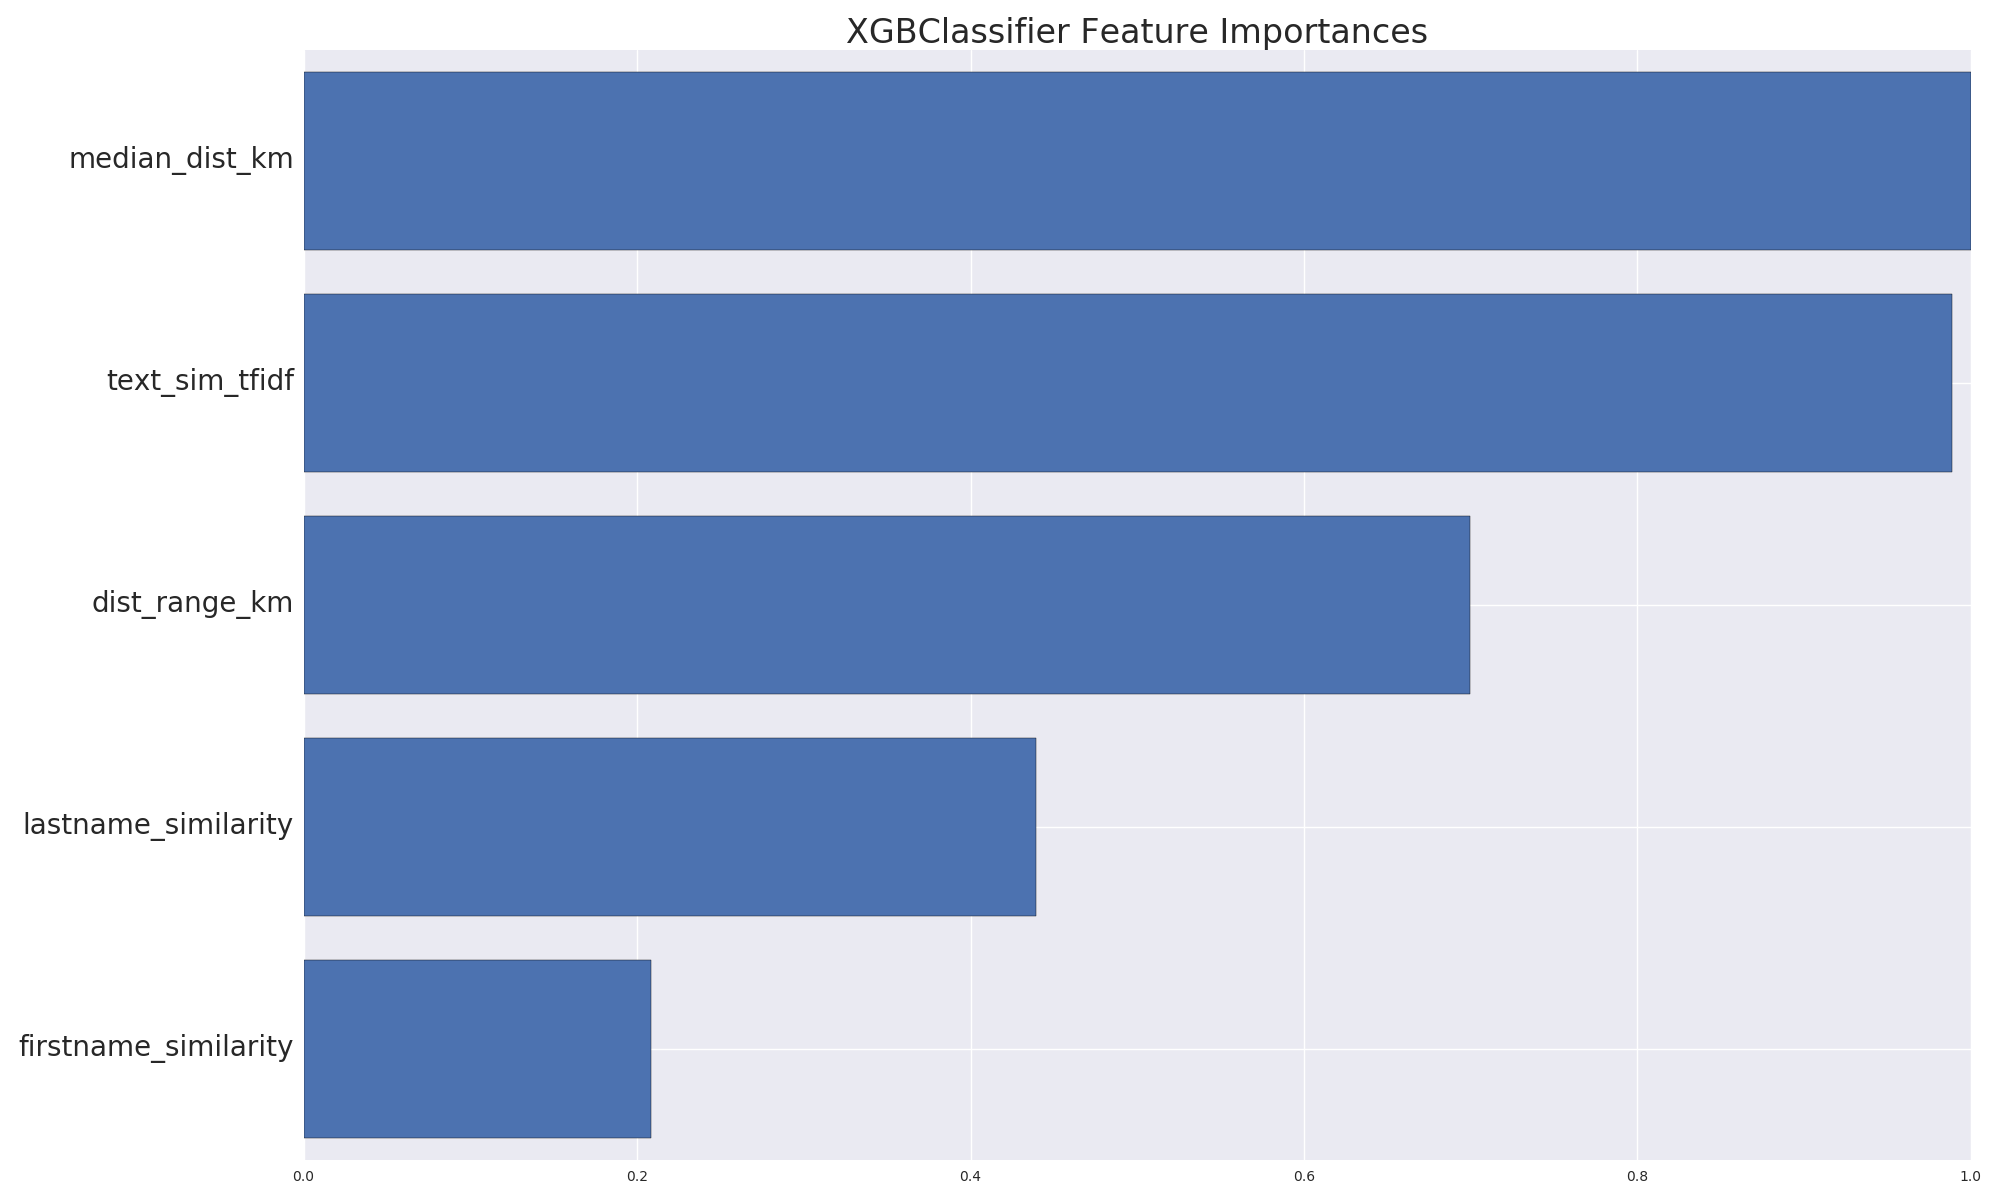 XGBClassifier Feature Importances
median_dist_km
text_sim_tfidf
dist_range_km
lastname_similarity
firstname_similarity
0.0 0.2 0.4 0.6 0.8 1.0